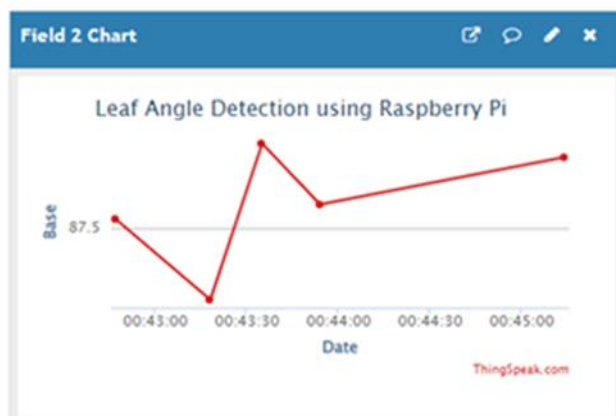 Field 2 Chart
Leaf Angle Detection using Raspberry Pi
Base
87.5
00:43:00 00:43:30 00:44:00 00:44:30 00:45:00
Date
ThingSpeak.com